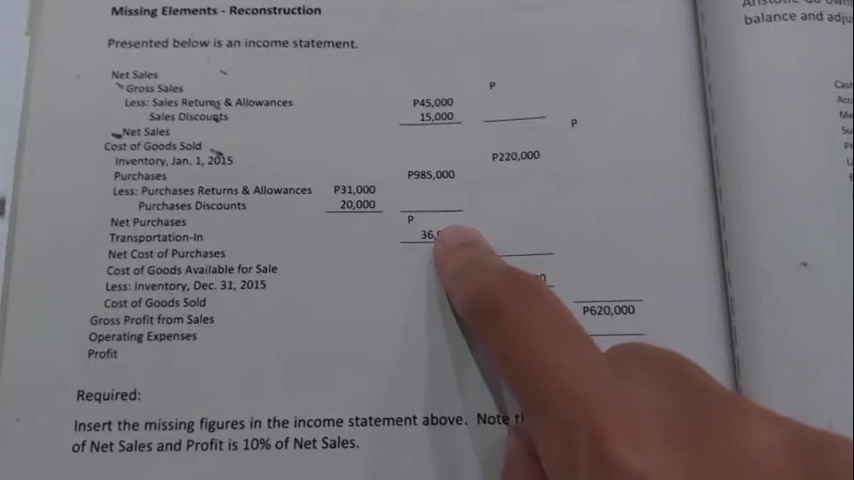 Missing Elements - Reconstruction
Presented below is an income statement.
Net Sales
Gross Sales P
Less: Sales Returns & Allowances P45,000
Sales Discounts 15,000
Net Sales P
Cost of Goods Sold
Inventory, Jan. 1, 2015 P220,000
Purchases P985,000
Less: Purchases Returns & Allowances P31,000
Purchases Discounts 20,000
Net Purchases P
Transportation-In 36,
Net Cost of Purchases
Cost of Goods Available for Sale
Less: Inventory, Dec. 31, 2015 0
Cost of Goods Sold
Gross Profit from Sales P620,000
Operating Expenses
Profit
Required:
Insert the missing figures in the income statement above. Note
of Net Sales and Profit is 10% of Net Sales.
balance and adju
Cash